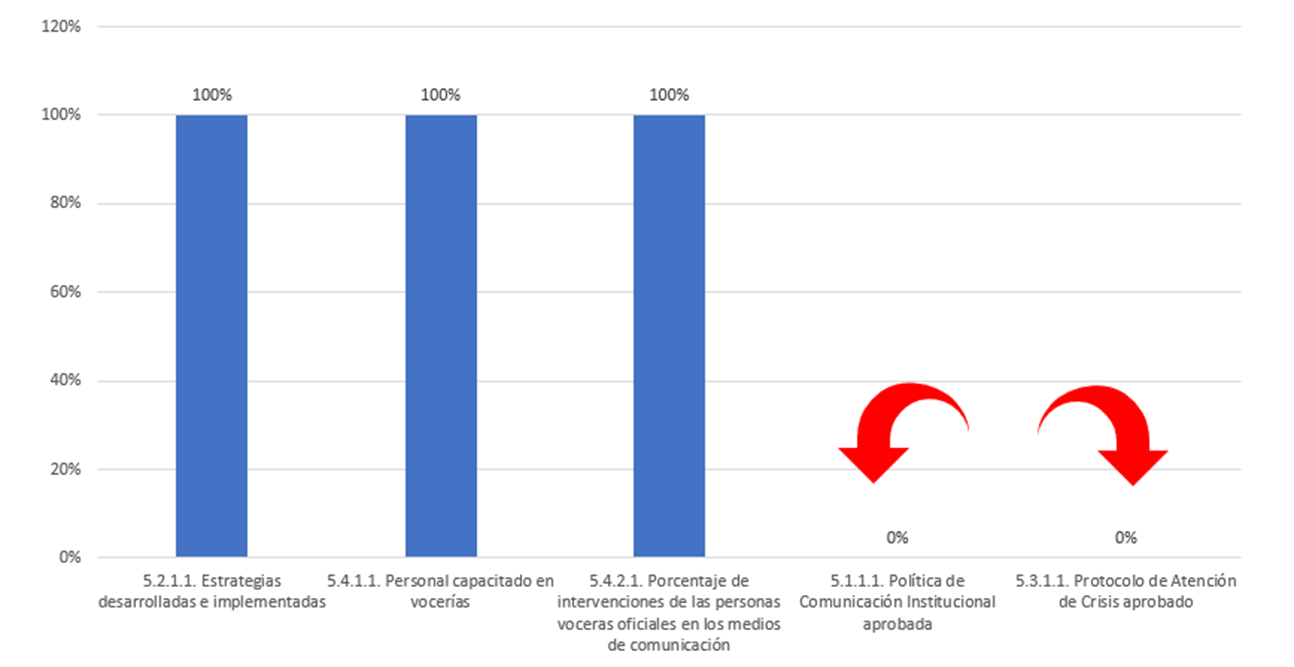 120%
100%
80%
60%
40%
20%
0%
100%
100%
100%
0%
0%
5.2.1.1. Estrategias
desarrolladas e implementadas
5.4.1.1. Personal capacitado en
vocerías
5.4.2.1. Porcentaje de
intervenciones de las personas
voceras oficiales en los medios
de comunicación
5.1.1.1. Política de
Comunicación Institucional
aprobada
5.3.1.1. Protocolo de Atención
de Crisis aprobado